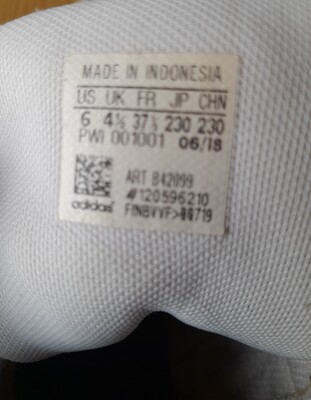 MADE IN INDONESIA
US UK FR JP CHN
6 4½ 37⅓ 230 230
PWI 001001 06/18
ART B42099
#120596210
adidas